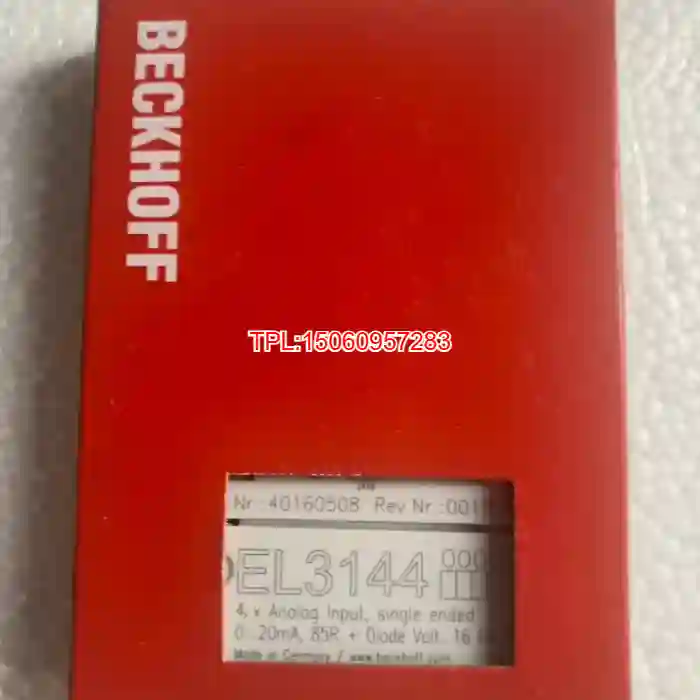 BECKHOFF
TPL:15060957283
Nr.:40160508 Rev Nr.:001
EL3144 000
4 x Analog Input, single ended
0...20mA, 85R + Diode Volt. 16
Made in Germany / www.beckhoff.com